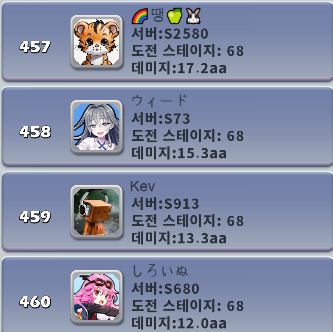 457
🌈땡🍏🐰
서버:S2580
도전 스테이지: 68
데미지:17.2aa
458
ウィード
서버:S73
도전 스테이지: 68
데미지:15.3aa
459
Kev
서버:S913
도전 스테이지: 68
데미지:13.3aa
460
しろいぬ
서버:S680
도전 스테이지: 68
데미지:12.0aa